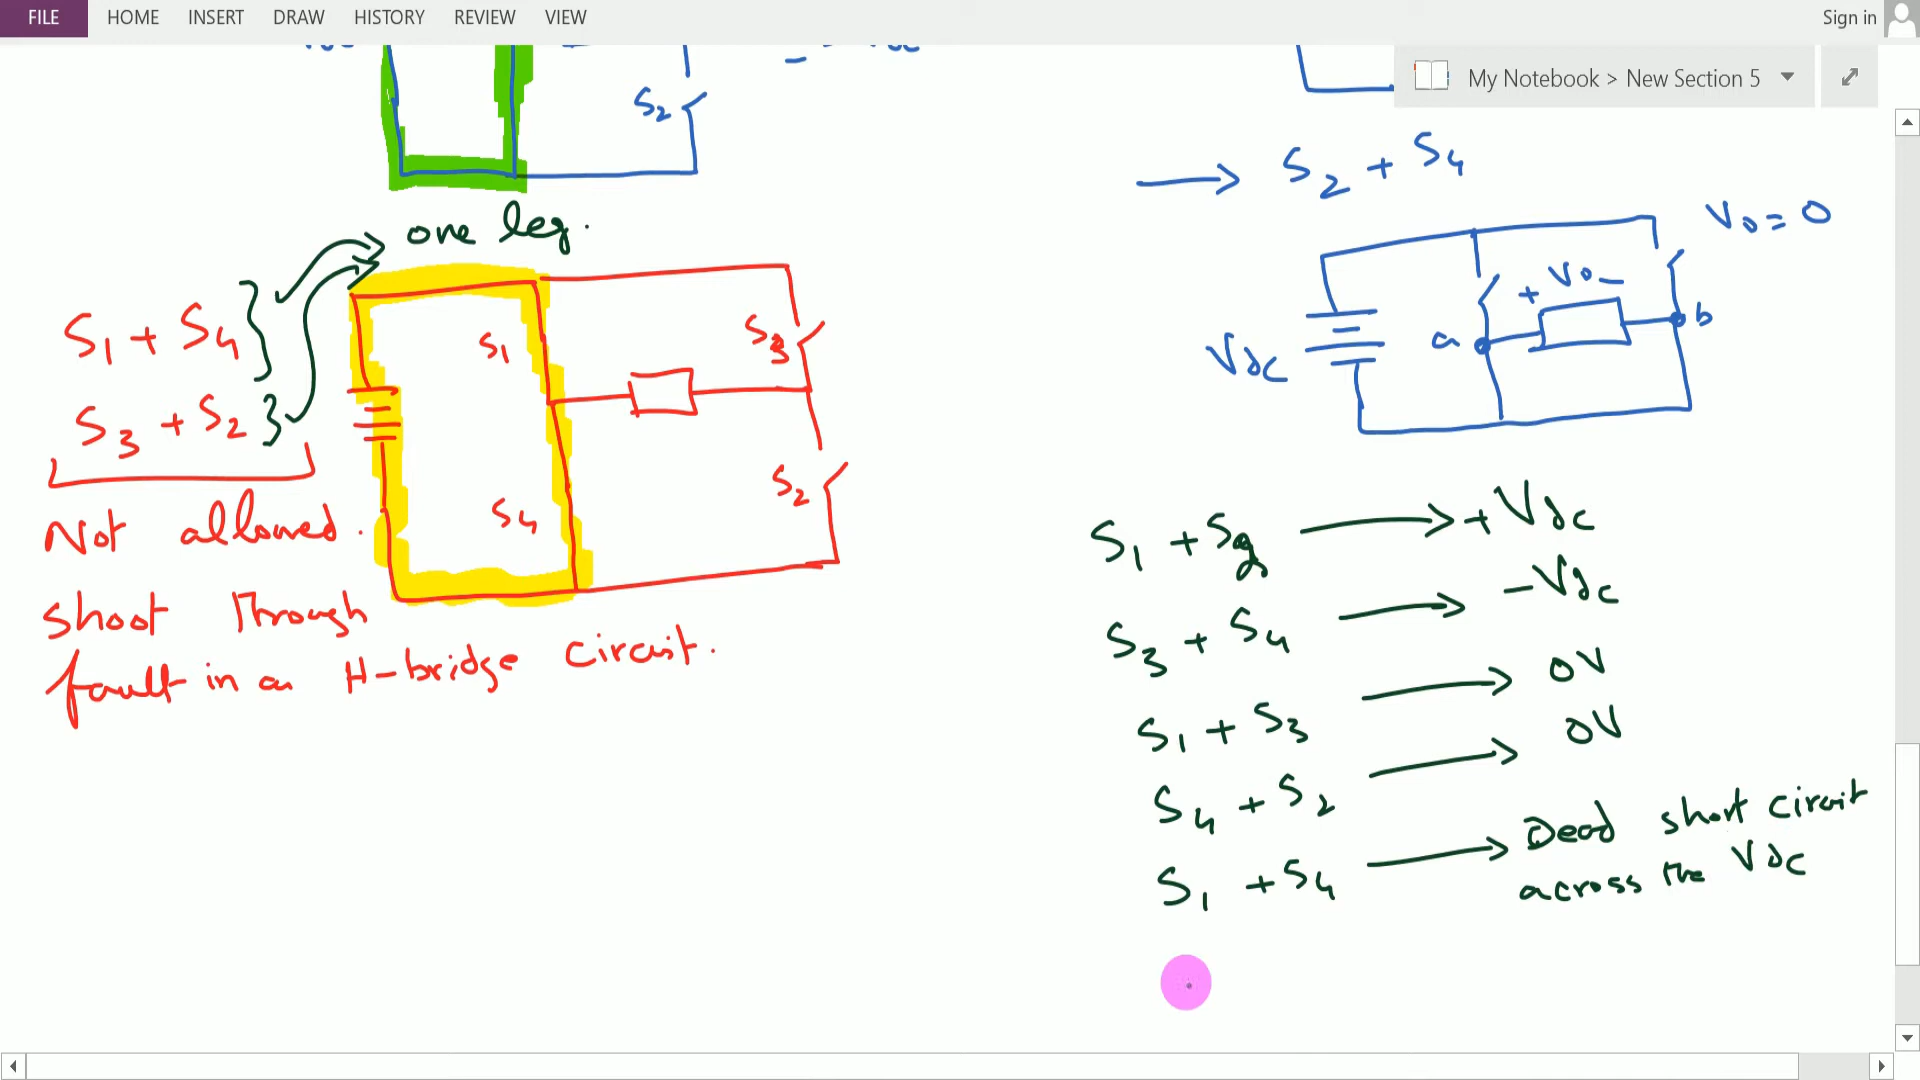 FILE HOME INSERT DRAW HISTORY REVIEW VIEW Sign in
My Notebook > New Section 5
S2
one leg.
S1 + S4 }
S3 + S2 }
Not allowed.
shoot Through
fault in an H-bridge circuit.
S1
S3
S4
S2
S2 + S4
Vo = 0
+ Vo -
a
b
Vdc
S1 + S2 → + Vdc
S3 + S4 → - Vdc
S1 + S3 → 0V
S4 + S2 → 0V
S1 + S4 → Dead short circuit
across the Vdc